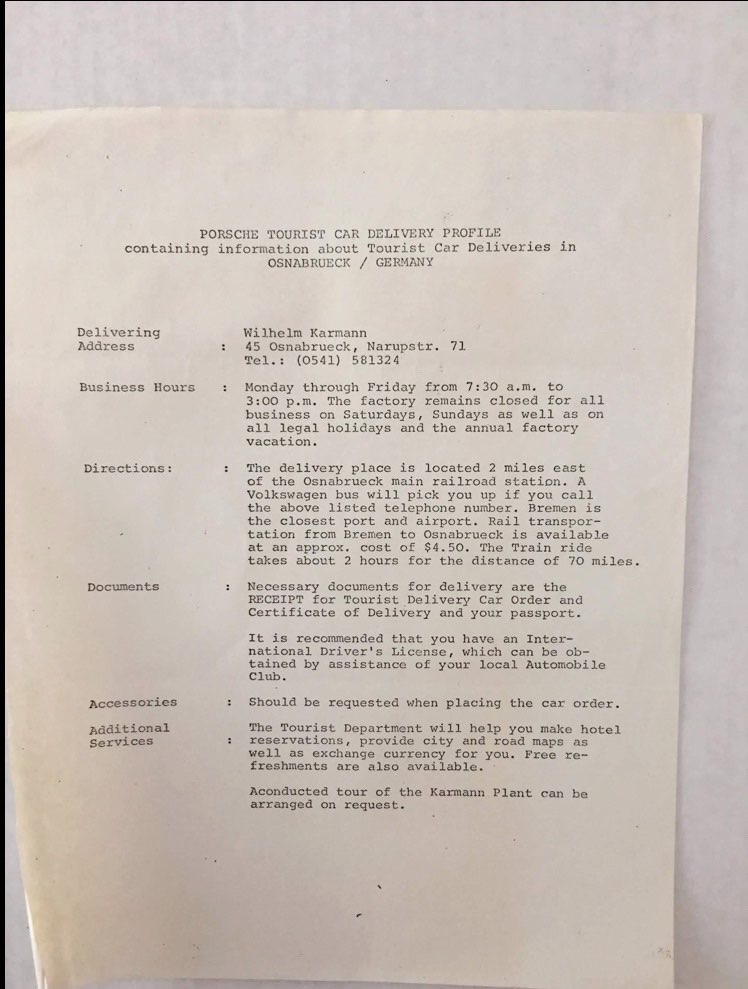 PORSCHE TOURIST CAR DELIVERY PROFILE
containing information about Tourist Car Deliveries in
OSNABRUECK / GERMANY
Delivering Wilhelm Karmann
Address : 45 Osnabrueck, Narupstr. 71
Tel.: (0541) 581324
Business Hours : Monday through Friday from 7:30 a.m. to
3:00 p.m. The factory remains closed for all
business on Saturdays, Sundays as well as on
all legal holidays and the annual factory
vacation.
Directions: : The delivery place is located 2 miles east
of the Osnabrueck main railroad station. A
Volkswagen bus will pick you up if you call
the above listed telephone number. Bremen is
the closest port and airport. Rail transpor-
tation from Bremen to Osnabrueck is available
at an approx. cost of $4.50. The Train ride
takes about 2 hours for the distance of 70 miles.
Documents : Necessary documents for delivery are the
RECEIPT for Tourist Delivery Car Order and
Certificate of Delivery and your passport.
It is recommended that you have an Inter-
national Driver's License, which can be ob-
tained by assistance of your local Automobile
Club.
Accessories : Should be requested when placing the car order.
Additional The Tourist Department will help you make hotel
Services : reservations, provide city and road maps as
well as exchange currency for you. Free re-
freshments are also available.
Aconducted tour of the Karmann Plant can be
arranged on request.